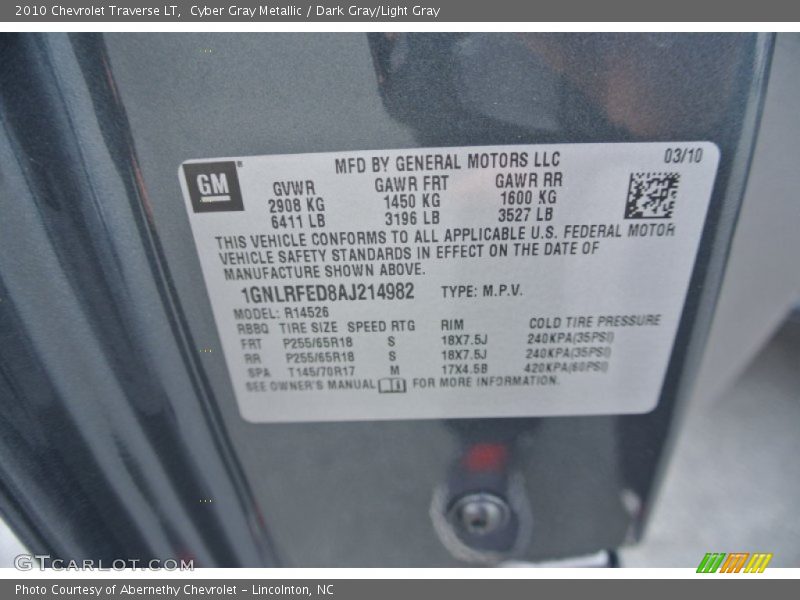 2010 Chevrolet Traverse LT, Cyber Gray Metallic / Dark Gray/Light Gray
MFD BY GENERAL MOTORS LLC 03/10
GM
GVWR GAWR FRT GAWR RR
2908 KG 1450 KG 1600 KG
6411 LB 3196 LB 3527 LB
THIS VEHICLE CONFORMS TO ALL APPLICABLE U.S. FEDERAL MOTOR
VEHICLE SAFETY STANDARDS IN EFFECT ON THE DATE OF
MANUFACTURE SHOWN ABOVE.
1GNLRFED8AJ214982 TYPE: M.P.V.
MODEL: R14526
RBBQ TIRE SIZE SPEED RTG RIM COLD TIRE PRESSURE
FRT P255/65R18 S 18X7.5J 240KPA(35PSI)
RR P255/65R18 S 18X7.5J 240KPA(35PSI)
SPA T145/70R17 M 17X4.5B 420KPA(60PSI)
SEE OWNER'S MANUAL FOR MORE INFORMATION.
GTCARLOT.COM
Photo Courtesy of Abernethy Chevrolet – Lincolnton, NC